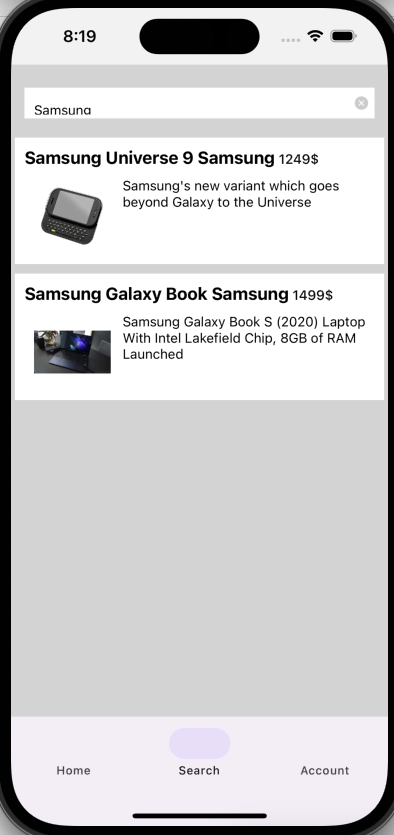 8:19
Samsung
Samsung Universe 9 Samsung 1249$
Samsung's new variant which goes
beyond Galaxy to the Universe
Samsung Galaxy Book Samsung 1499$
Samsung Galaxy Book S (2020) Laptop
With Intel Lakefield Chip, 8GB of RAM
Launched
Home Search Account